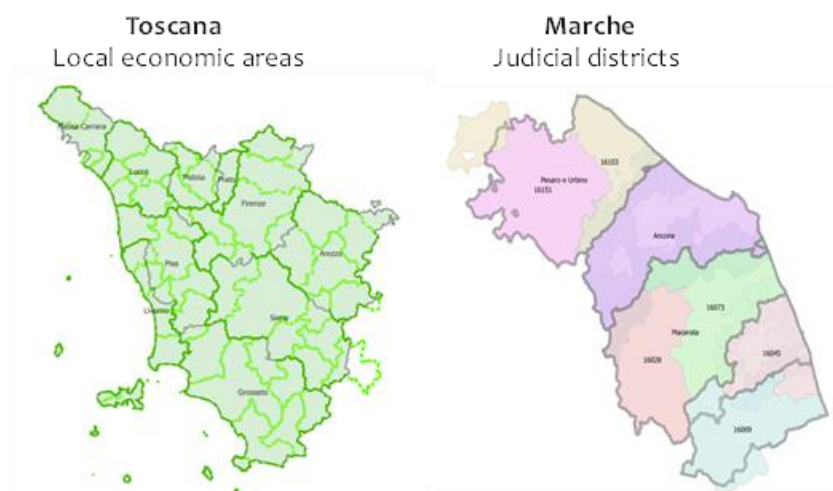 Toscana
Local economic areas
Marche
Judicial districts
Massa Carrara
Lucca
Pistoia
Prato
Firenze
Arezzo
Pisa
Livorno
Siena
Grosseto
16103
Pesaro e Urbino
16151
Ancona
16073
Macerata
16028
16045
16009